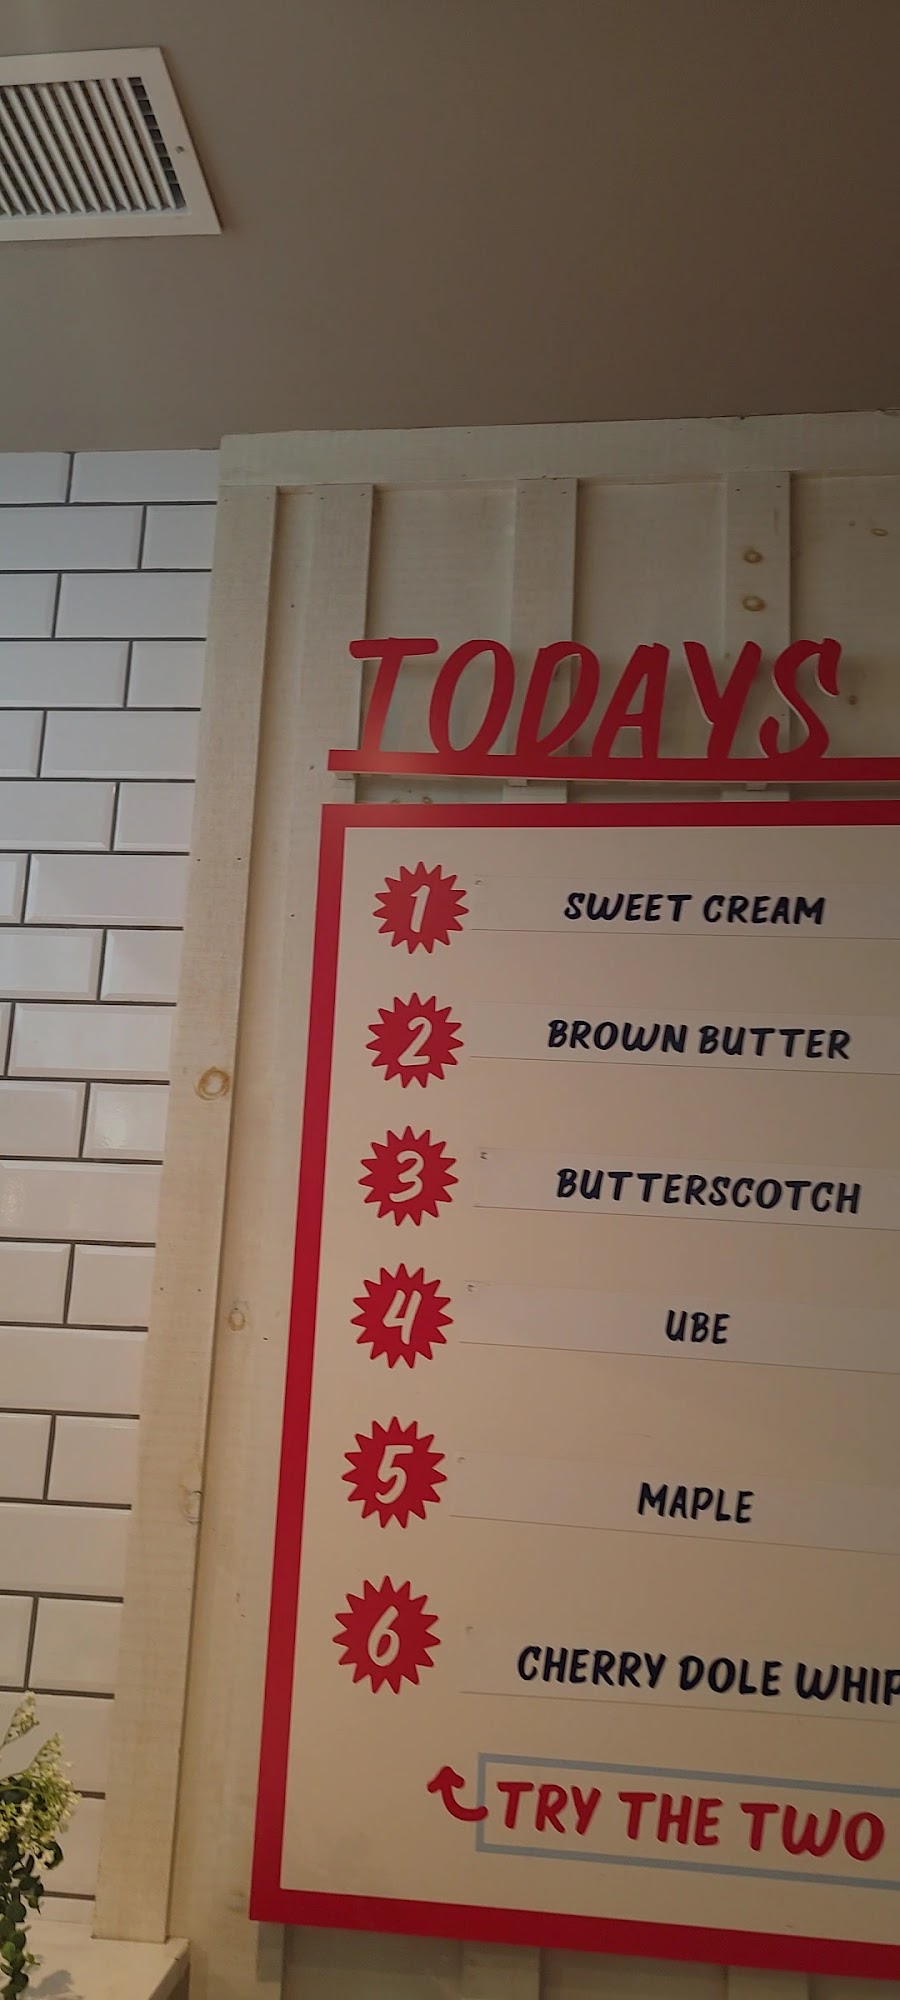 TODAYS
1 SWEET CREAM
2 BROWN BUTTER
3 BUTTERSCOTCH
4 UBE
5 MAPLE
6 CHERRY DOLE WHIP
TRY THE TWO